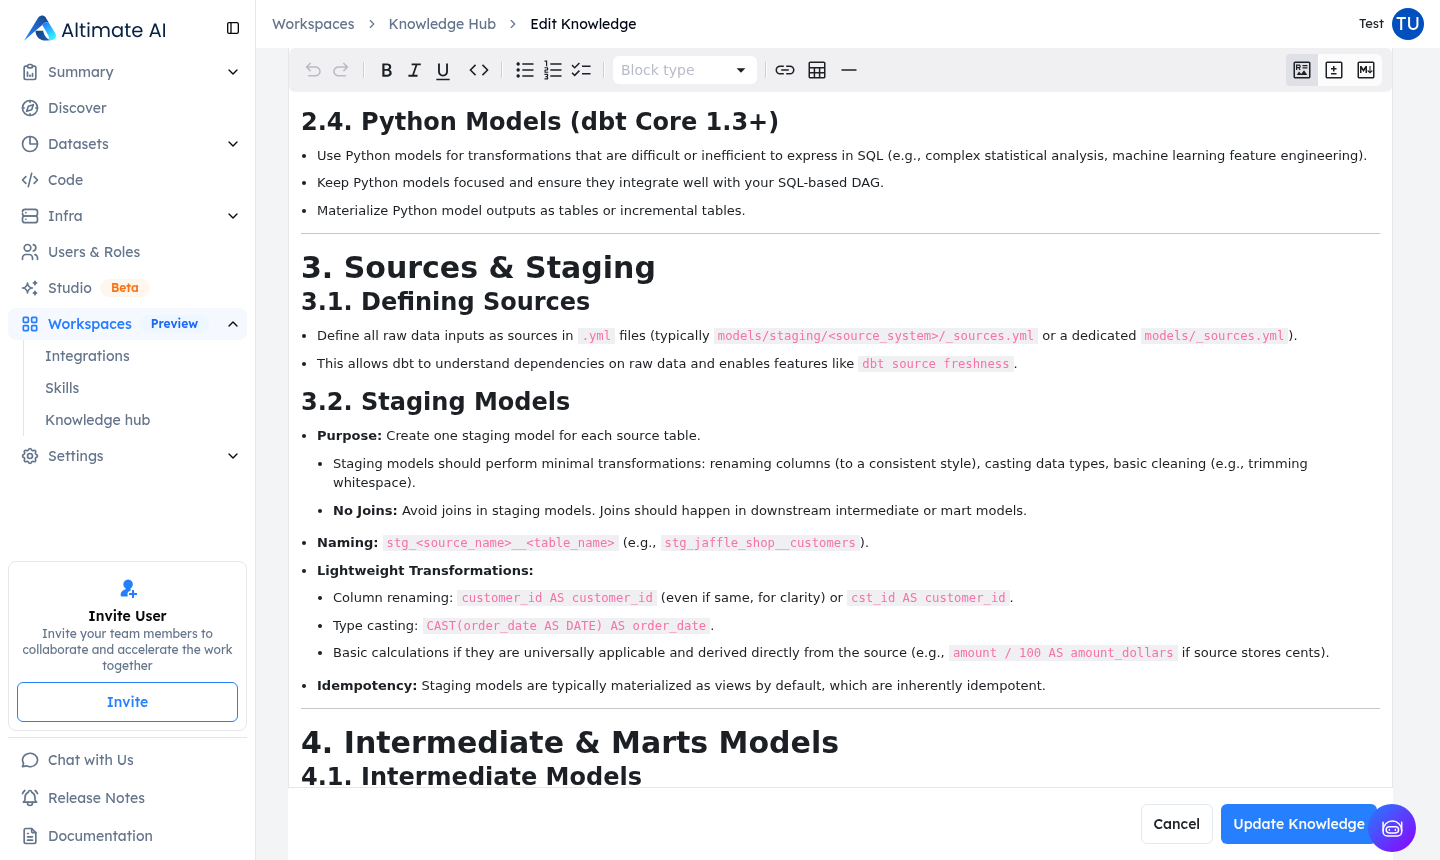 Altimate AI
Workspaces > Knowledge Hub > Edit Knowledge
Test TU
Summary
Discover
Datasets
Code
Infra
Users & Roles
Studio Beta
Workspaces Preview
Integrations
Skills
Knowledge hub
Settings
Invite User
Invite your team members to
collaborate and accelerate the work
together
Invite
Chat with Us
Release Notes
Documentation
B I U Block type
2.4. Python Models (dbt Core 1.3+)
• Use Python models for transformations that are difficult or inefficient to express in SQL (e.g., complex statistical analysis, machine learning feature engineering).
• Keep Python models focused and ensure they integrate well with your SQL-based DAG.
• Materialize Python model outputs as tables or incremental tables.
3. Sources & Staging
3.1. Defining Sources
• Define all raw data inputs as sources in .yml files (typically models/staging/<source_system>/_sources.yml or a dedicated models/_sources.yml ).
• This allows dbt to understand dependencies on raw data and enables features like dbt source freshness .
3.2. Staging Models
• Purpose: Create one staging model for each source table.
• Staging models should perform minimal transformations: renaming columns (to a consistent style), casting data types, basic cleaning (e.g., trimming
whitespace).
• No Joins: Avoid joins in staging models. Joins should happen in downstream intermediate or mart models.
• Naming: stg_<source_name>__<table_name> (e.g., stg_jaffle_shop__customers ).
• Lightweight Transformations:
• Column renaming: customer_id AS customer_id (even if same, for clarity) or cst_id AS customer_id .
• Type casting: CAST(order_date AS DATE) AS order_date .
• Basic calculations if they are universally applicable and derived directly from the source (e.g., amount / 100 AS amount_dollars if source stores cents).
• Idempotency: Staging models are typically materialized as views by default, which are inherently idempotent.
4. Intermediate & Marts Models
4.1. Intermediate Models
Cancel
Update Knowledge